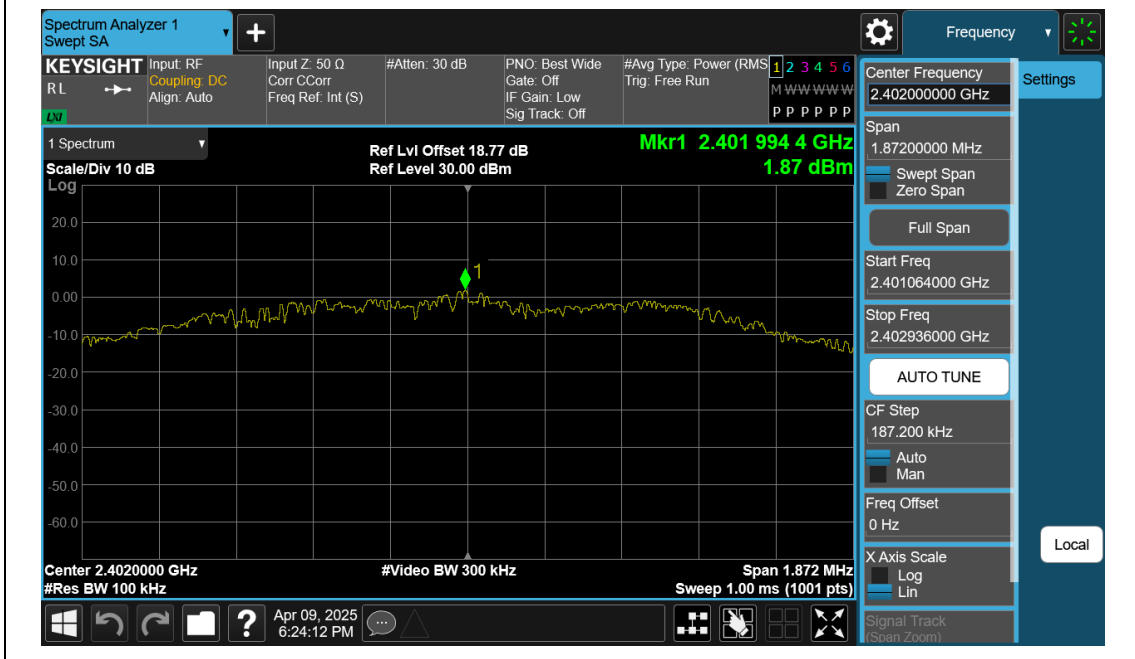 Spectrum Analyzer 1
Swept SA
Frequency
KEYSIGHT
RL
LXI
Input: RF
Coupling: DC
Align: Auto
Input Z: 50 Ω
Corr CCorr
Freq Ref: Int (S)
#Atten: 30 dB
PNO: Best Wide
Gate: Off
IF Gain: Low
Sig Track: Off
#Avg Type: Power (RMS
Trig: Free Run
1 2 3 4 5 6
M W W W W W
P P P P P P
1 Spectrum
Scale/Div 10 dB
Log
Ref Lvl Offset 18.77 dB
Ref Level 30.00 dBm
Mkr1 2.401 994 4 GHz
1.87 dBm
20.0
10.0
0.00
-10.0
-20.0
-30.0
-40.0
-50.0
-60.0
1
Center 2.4020000 GHz
#Res BW 100 kHz
#Video BW 300 kHz
Span 1.872 MHz
Sweep 1.00 ms (1001 pts)
?
Apr 09, 2025
6:24:12 PM
Center Frequency
2.402000000 GHz
Span
1.87200000 MHz
Swept Span
Zero Span
Full Span
Start Freq
2.401064000 GHz
Stop Freq
2.402936000 GHz
AUTO TUNE
CF Step
187.200 kHz
Auto
Man
Freq Offset
0 Hz
X Axis Scale
Log
Lin
Signal Track
(Span Zoom)
Settings
Local